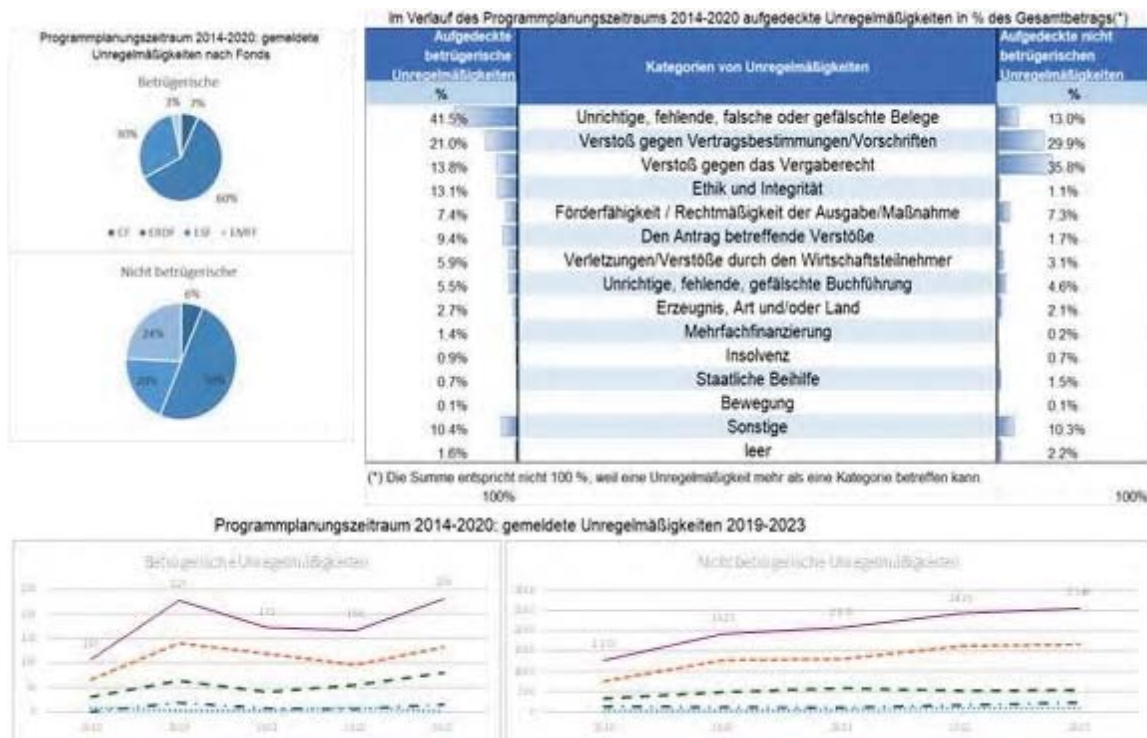 Programmplanungszeitraum 2014-2020: gemeldete
Unregelmäßigkeiten nach Fonds
Betrügerische
3%
7%
30%
60%
CF ERDF ESF EMFF
Nicht betrügerische
6%
24%
20%
50%
Im Verlauf des Programmplanungszeitraums 2014-2020 aufgedeckte Unregelmäßigkeiten in % des Gesamtbetrags(*)
Aufgedeckte betrügerische Unregelmäßigkeiten
Kategorien von Unregelmäßigkeiten
Aufgedeckte nicht betrügerischen Unregelmäßigkeiten
% %
41.5% Unrichtige, fehlende, falsche oder gefälschte Belege 13.0%
21.0% Verstoß gegen Vertragsbestimmungen/Vorschriften 29.9%
13.8% Verstoß gegen das Vergaberecht 35.8%
13.1% Ethik und Integrität 1.1%
7.4% Förderfähigkeit / Rechtmäßigkeit der Ausgabe/Maßnahme 7.3%
9.4% Den Antrag betreffende Verstöße 1.7%
5.9% Verletzungen/Verstöße durch den Wirtschaftsteilnehmer 3.1%
5.5% Unrichtige, fehlende, gefälschte Buchführung 4.6%
2.7% Erzeugnis, Art und/oder Land 2.1%
1.4% Mehrfachfinanzierung 0.2%
0.9% Insolvenz 0.7%
0.7% Staatliche Beihilfe 1.5%
0.1% Bewegung 0.1%
10.4% Sonstige 10.3%
1.6% leer 2.2%
(*) Die Summe entspricht nicht 100 %, weil eine Unregelmäßigkeit mehr als eine Kategorie betreffen kann
100% 100%
Programmplanungszeitraum 2014-2020: gemeldete Unregelmäßigkeiten 2019-2023
Betrügerische Unregelmäßigkeiten
Nicht betrügerische Unregelmäßigkeiten